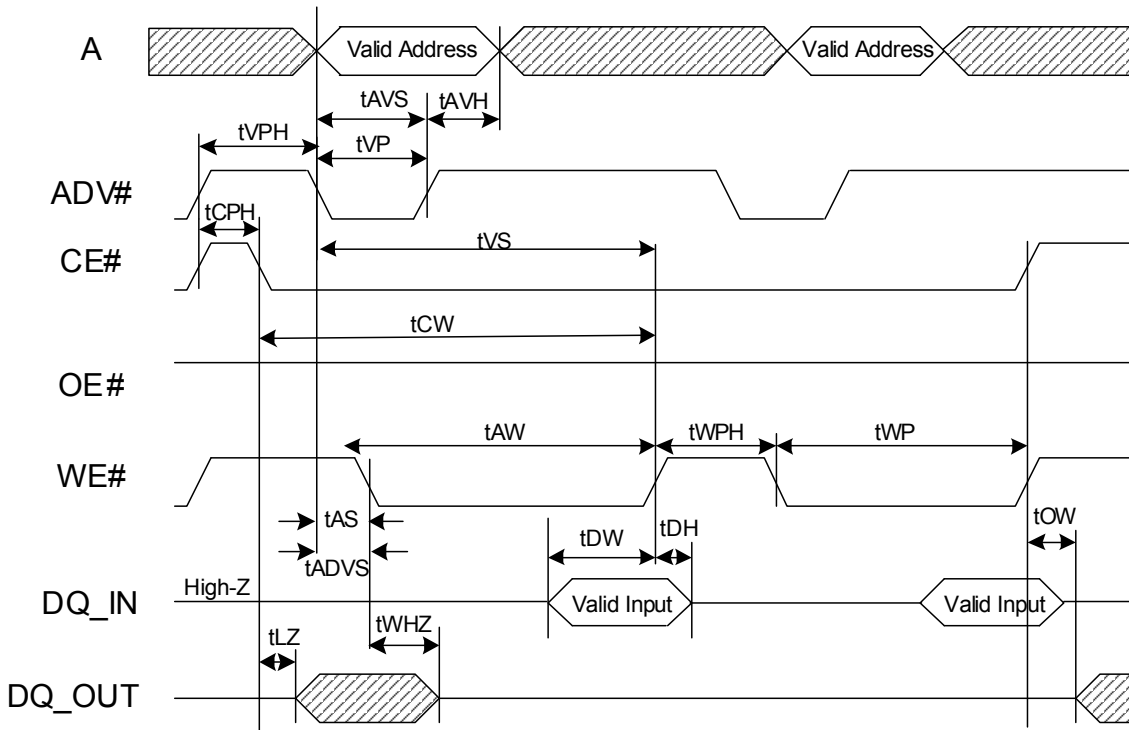 A
Valid Address
Valid Address
tAVS
tAVH
tVPH
tVP
ADV#
tCPH
tVS
CE#
tCW
OE#
tAW
tWPH
tWP
WE#
tAS
tDW
tDH
tOW
tADVS
High-Z
DQ_IN
Valid Input
Valid Input
tWHZ
tLZ
DQ_OUT